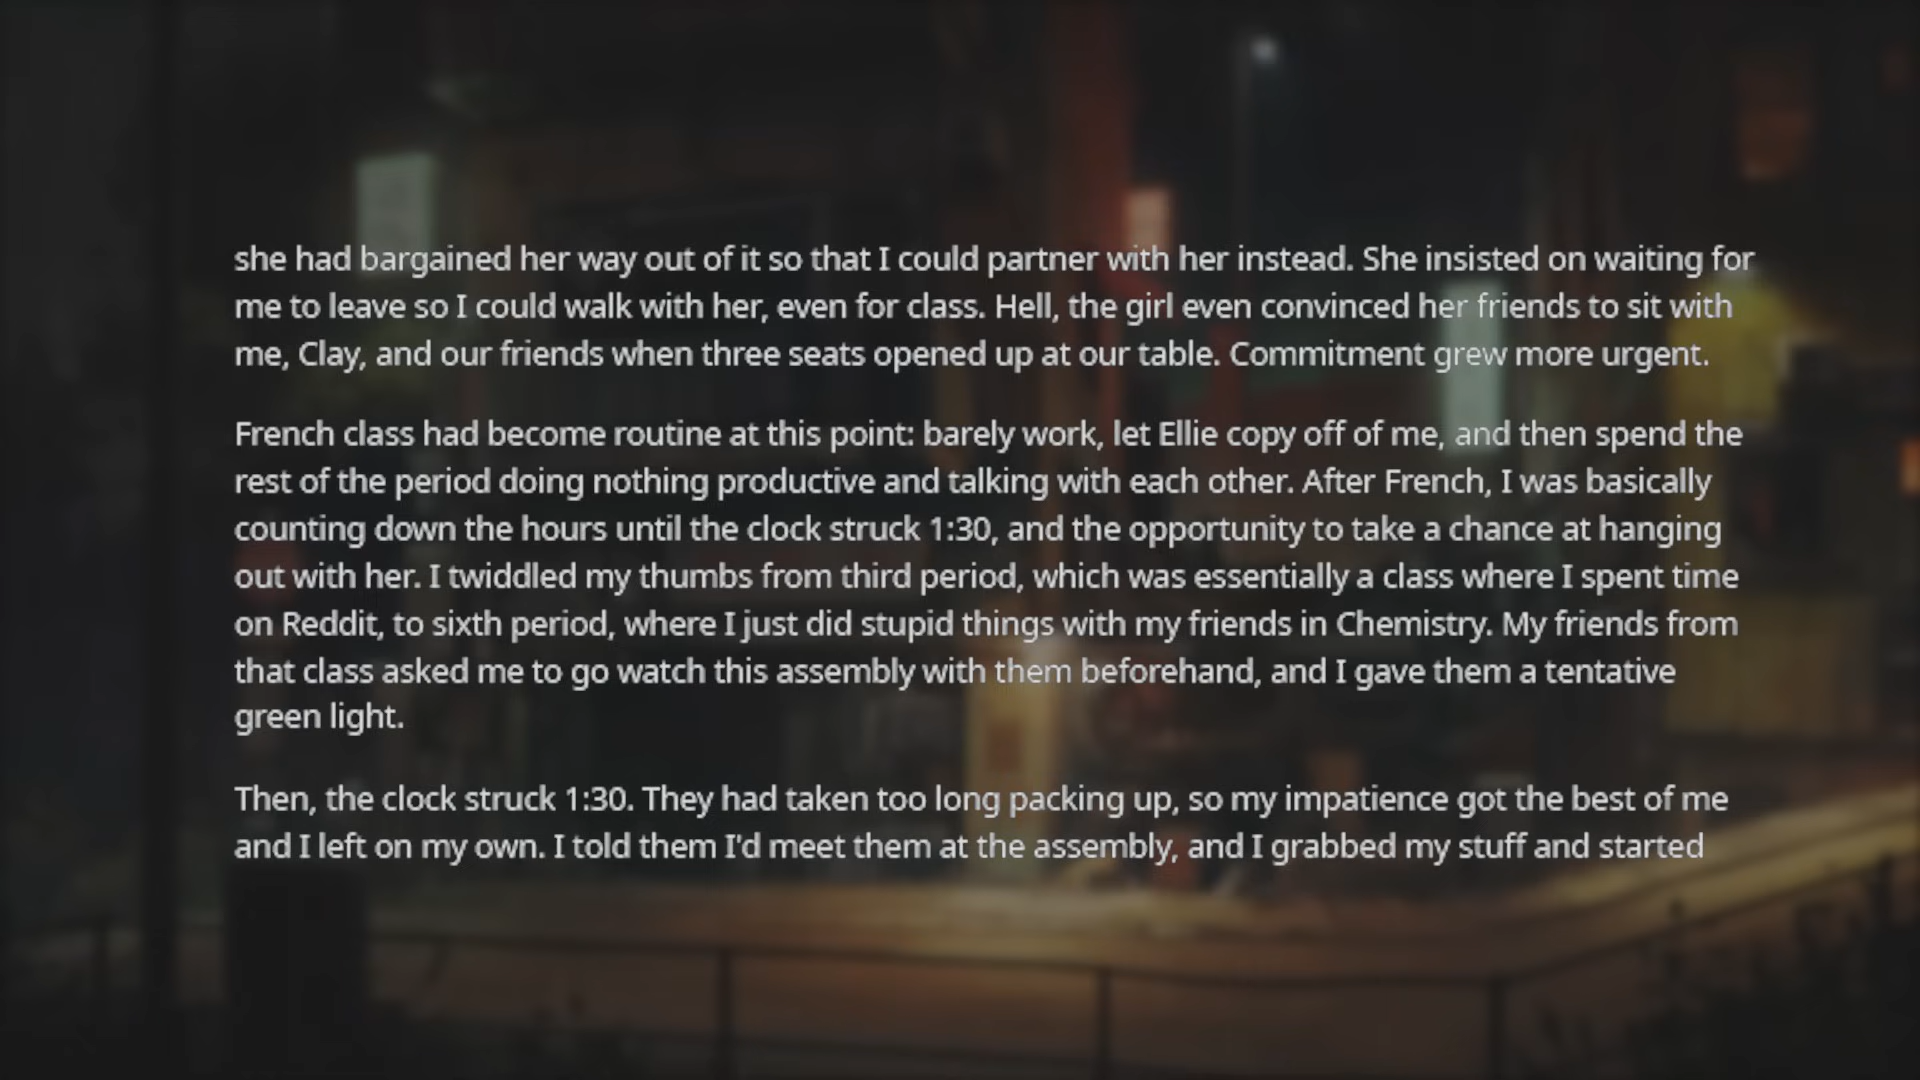 she had bargained her way out of it so that I could partner with her instead. She insisted on waiting for
me to leave so I could walk with her, even for class. Hell, the girl even convinced her friends to sit with
me, Clay, and our friends when three seats opened up at our table. Commitment grew more urgent.
French class had become routine at this point: barely work, let Ellie copy off of me, and then spend the
rest of the period doing nothing productive and talking with each other. After French, I was basically
counting down the hours until the clock struck 1:30, and the opportunity to take a chance at hanging
out with her. I twiddled my thumbs from third period, which was essentially a class where I spent time
on Reddit, to sixth period, where I just did stupid things with my friends in Chemistry. My friends from
that class asked me to go watch this assembly with them beforehand, and I gave them a tentative
green light.
Then, the clock struck 1:30. They had taken too long packing up, so my impatience got the best of me
and I left on my own. I told them I'd meet them at the assembly, and I grabbed my stuff and started